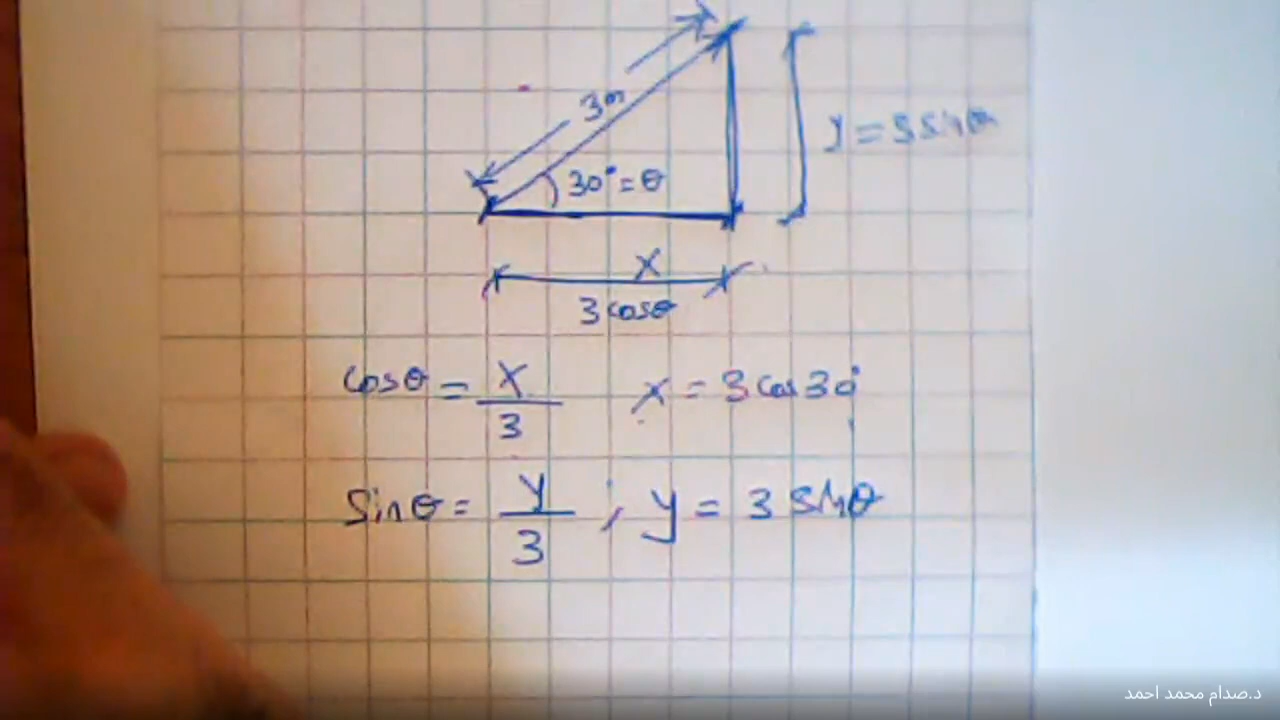 3m
y = 3 sinθ
30° = θ
x
3 cosθ
cosθ = x/3 x = 3 cos 30°
sinθ = y/3 ; y = 3 sinθ
د.صدام محمد احمد